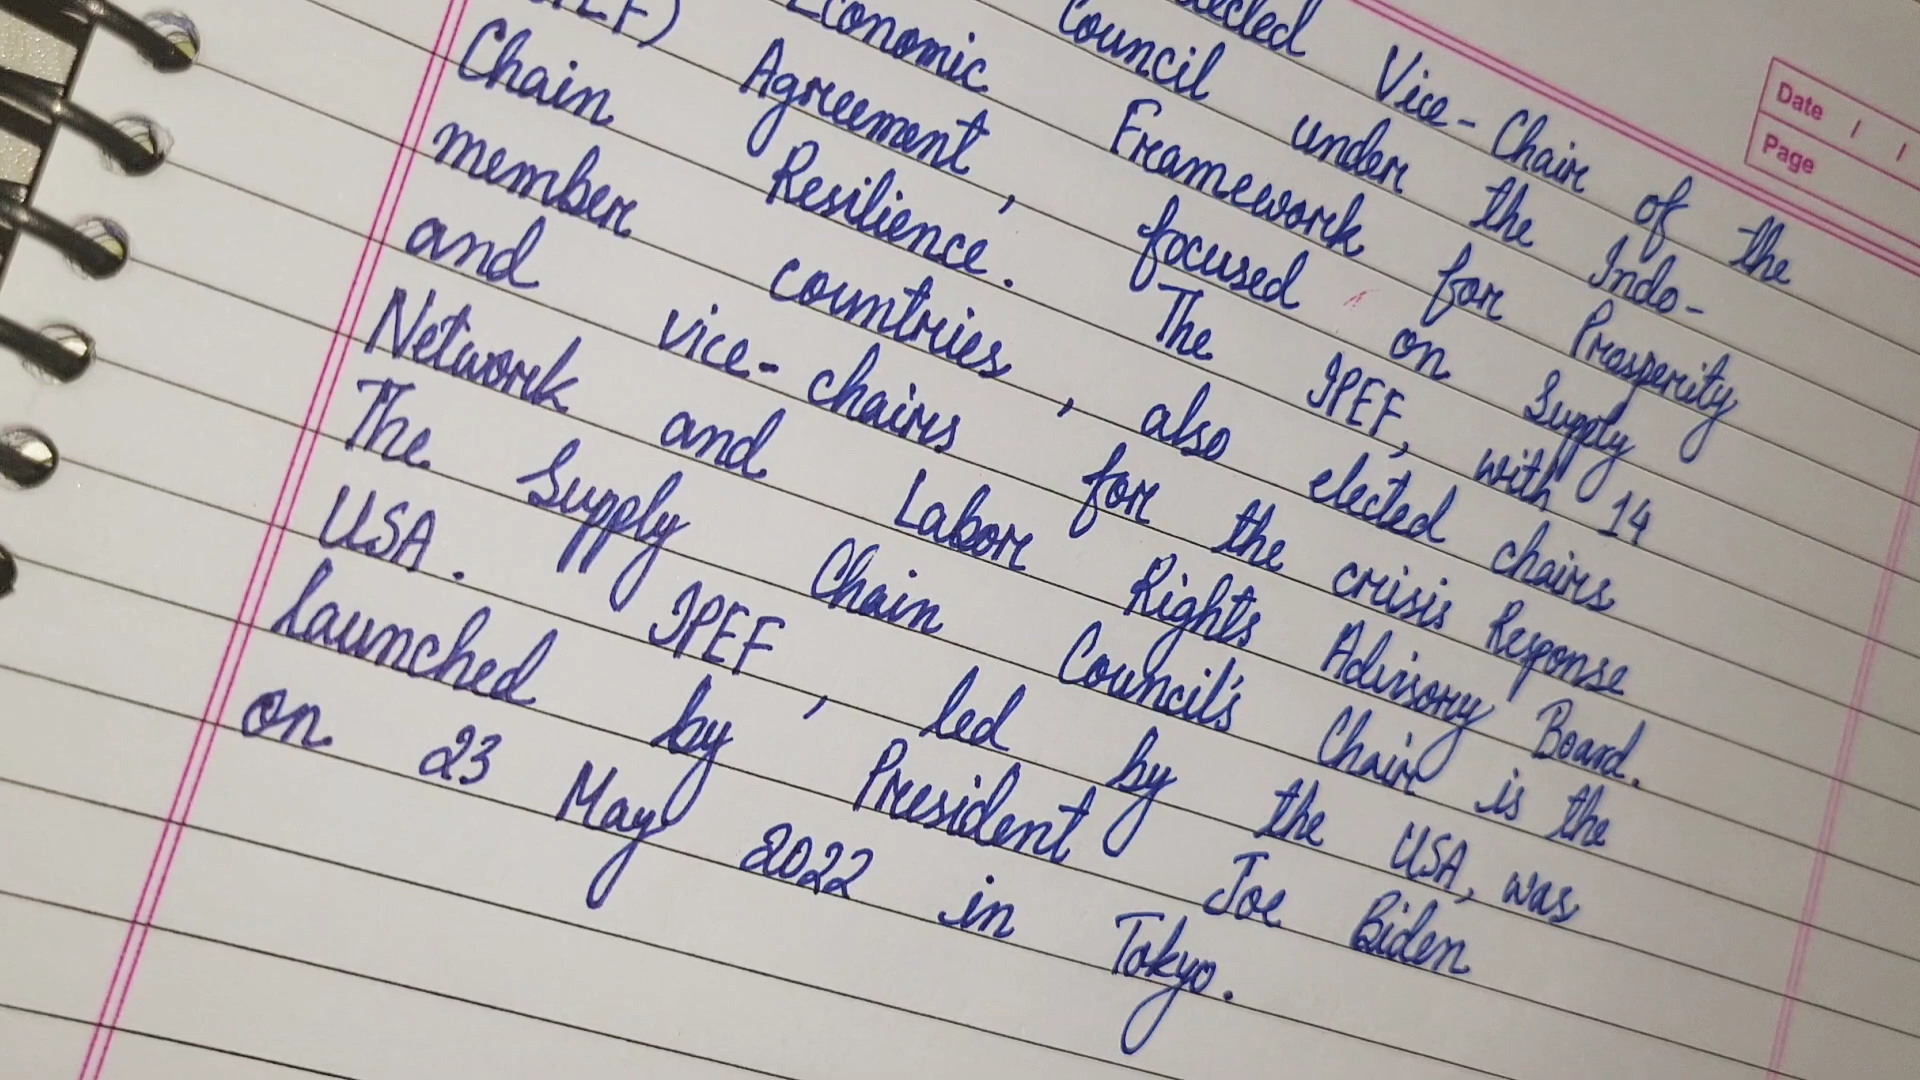 Date / /
Page
Vice-Chair of the
Council under the Indo-
Economic Framework for Prosperity
Agreement, focused on Supply
Chain Resilience. The IPEF, with 14
member countries, also elected chairs
and vice-chairs for the crisis Response
Network and Labor Rights Advisory Board.
The Supply Chain Council's Chair is the
USA. IPEF, led by the USA, was
launched by President Joe Biden
on 23 May 2022 in Tokyo.